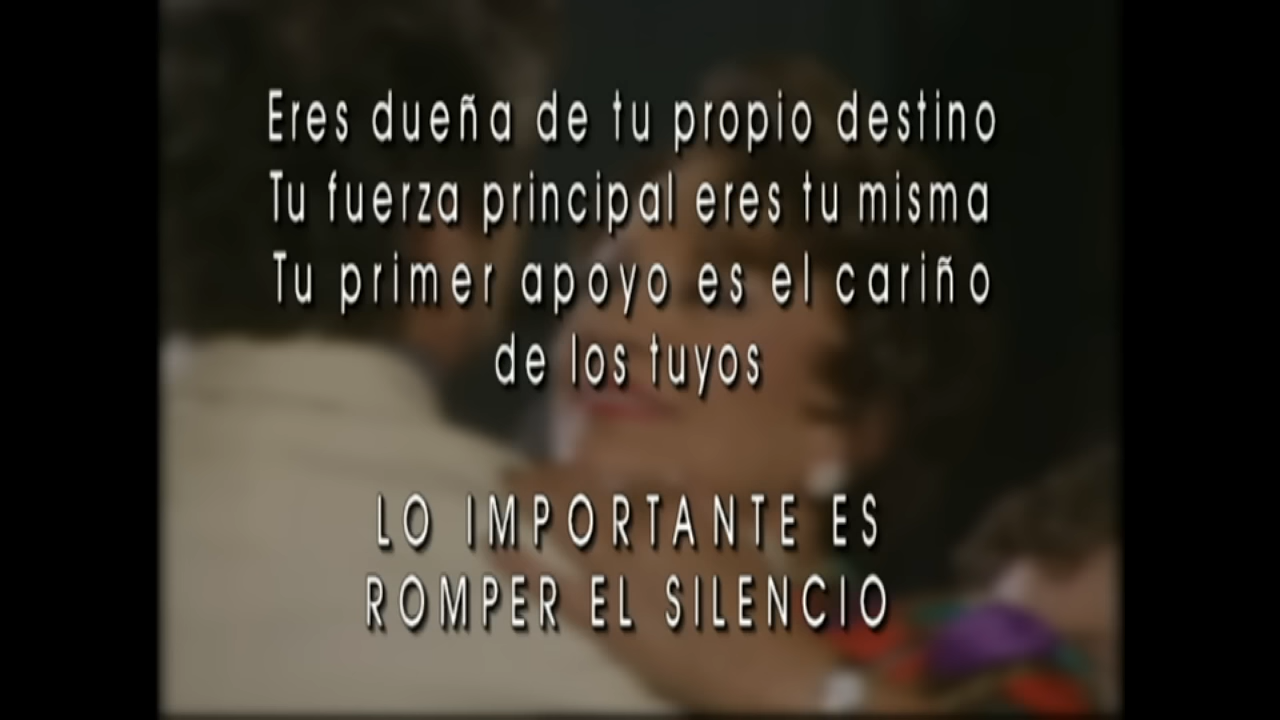 Eres dueña de tu propio destino
Tu fuerza principal eres tu misma
Tu primer apoyo es el cariño
de los tuyos
LO IMPORTANTE ES
ROMPER EL SILENCIO